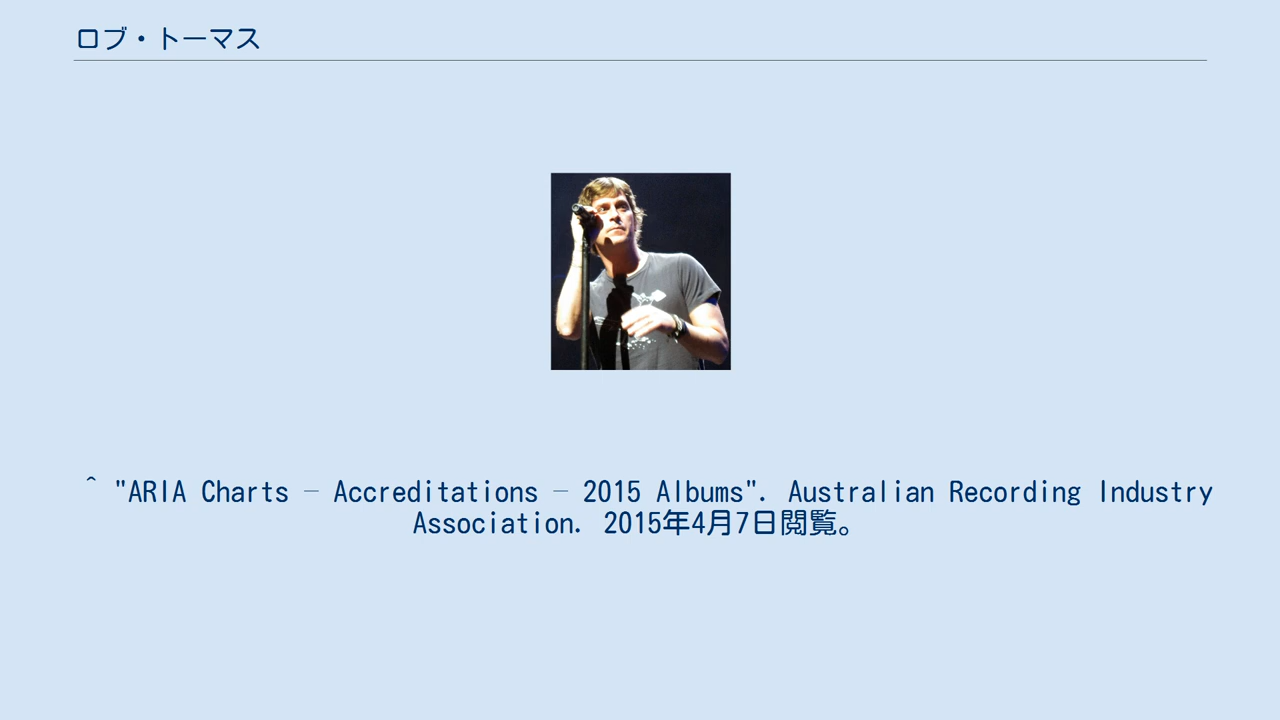 ロブ・トーマス
^ "ARIA Charts – Accreditations – 2015 Albums". Australian Recording Industry
Association. 2015年4月7日閲覧。